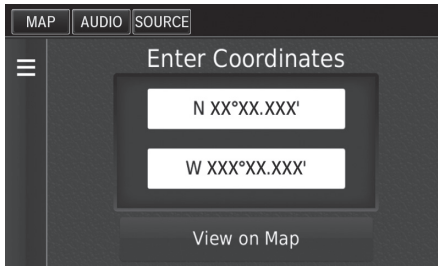 MAP AUDIO SOURCE
Enter Coordinates
N XX°XX.XXX'
W XXX°XX.XXX'
View on Map